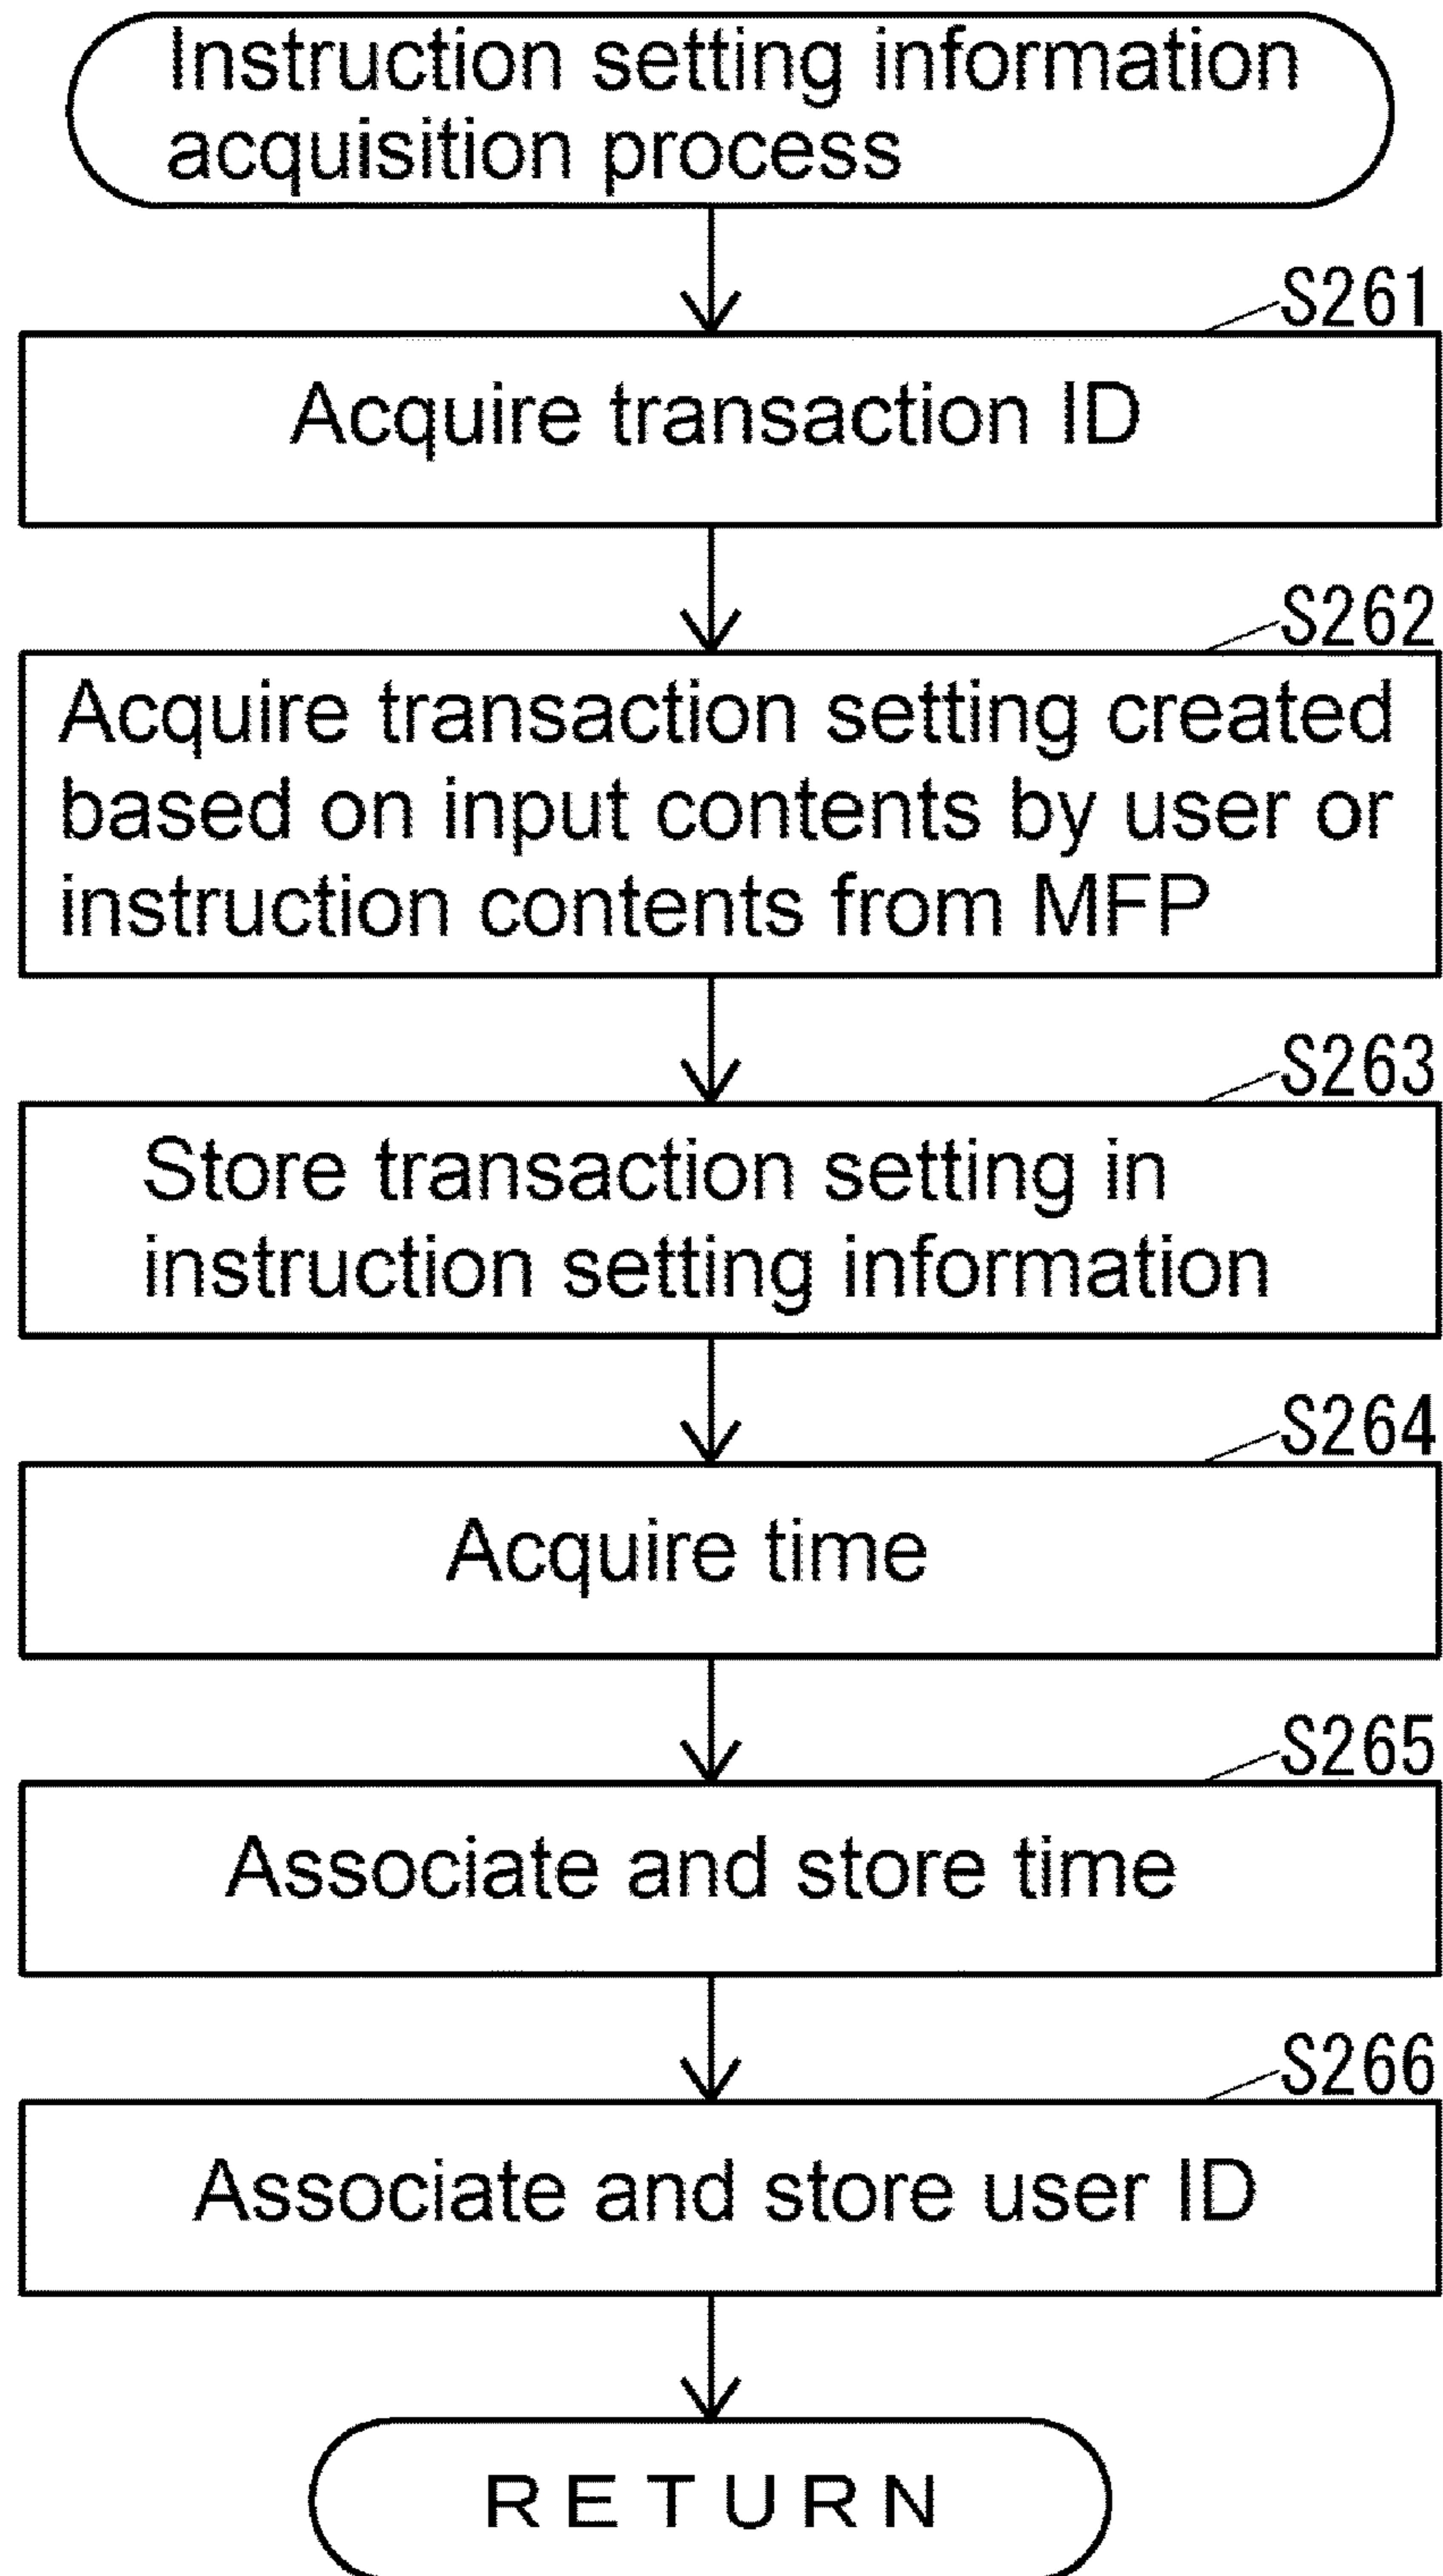 Instruction setting information
acquisition process
S261
Acquire transaction ID
S262
Acquire transaction setting created
based on input contents by user or
instruction contents from MFP
S263
Store transaction setting in
instruction setting information
S264
Acquire time
S265
Associate and store time
S266
Associate and store user ID
RETURN